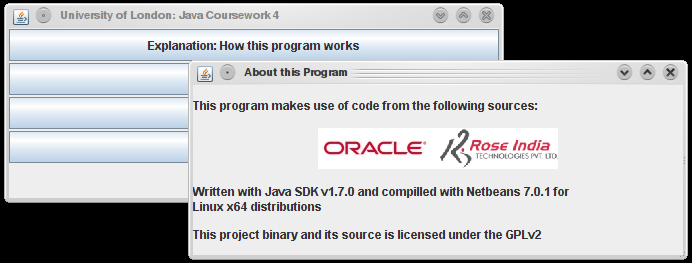 University of London: Java Coursework 4
Explanation: How this program works
About this Program
This program makes use of code from the following sources:
ORACLE
Rose India
TECHNOLOGIES PVT. LTD.
Written with Java SDK v1.7.0 and compilled with Netbeans 7.0.1 for
Linux x64 distributions
This project binary and its source is licensed under the GPLv2